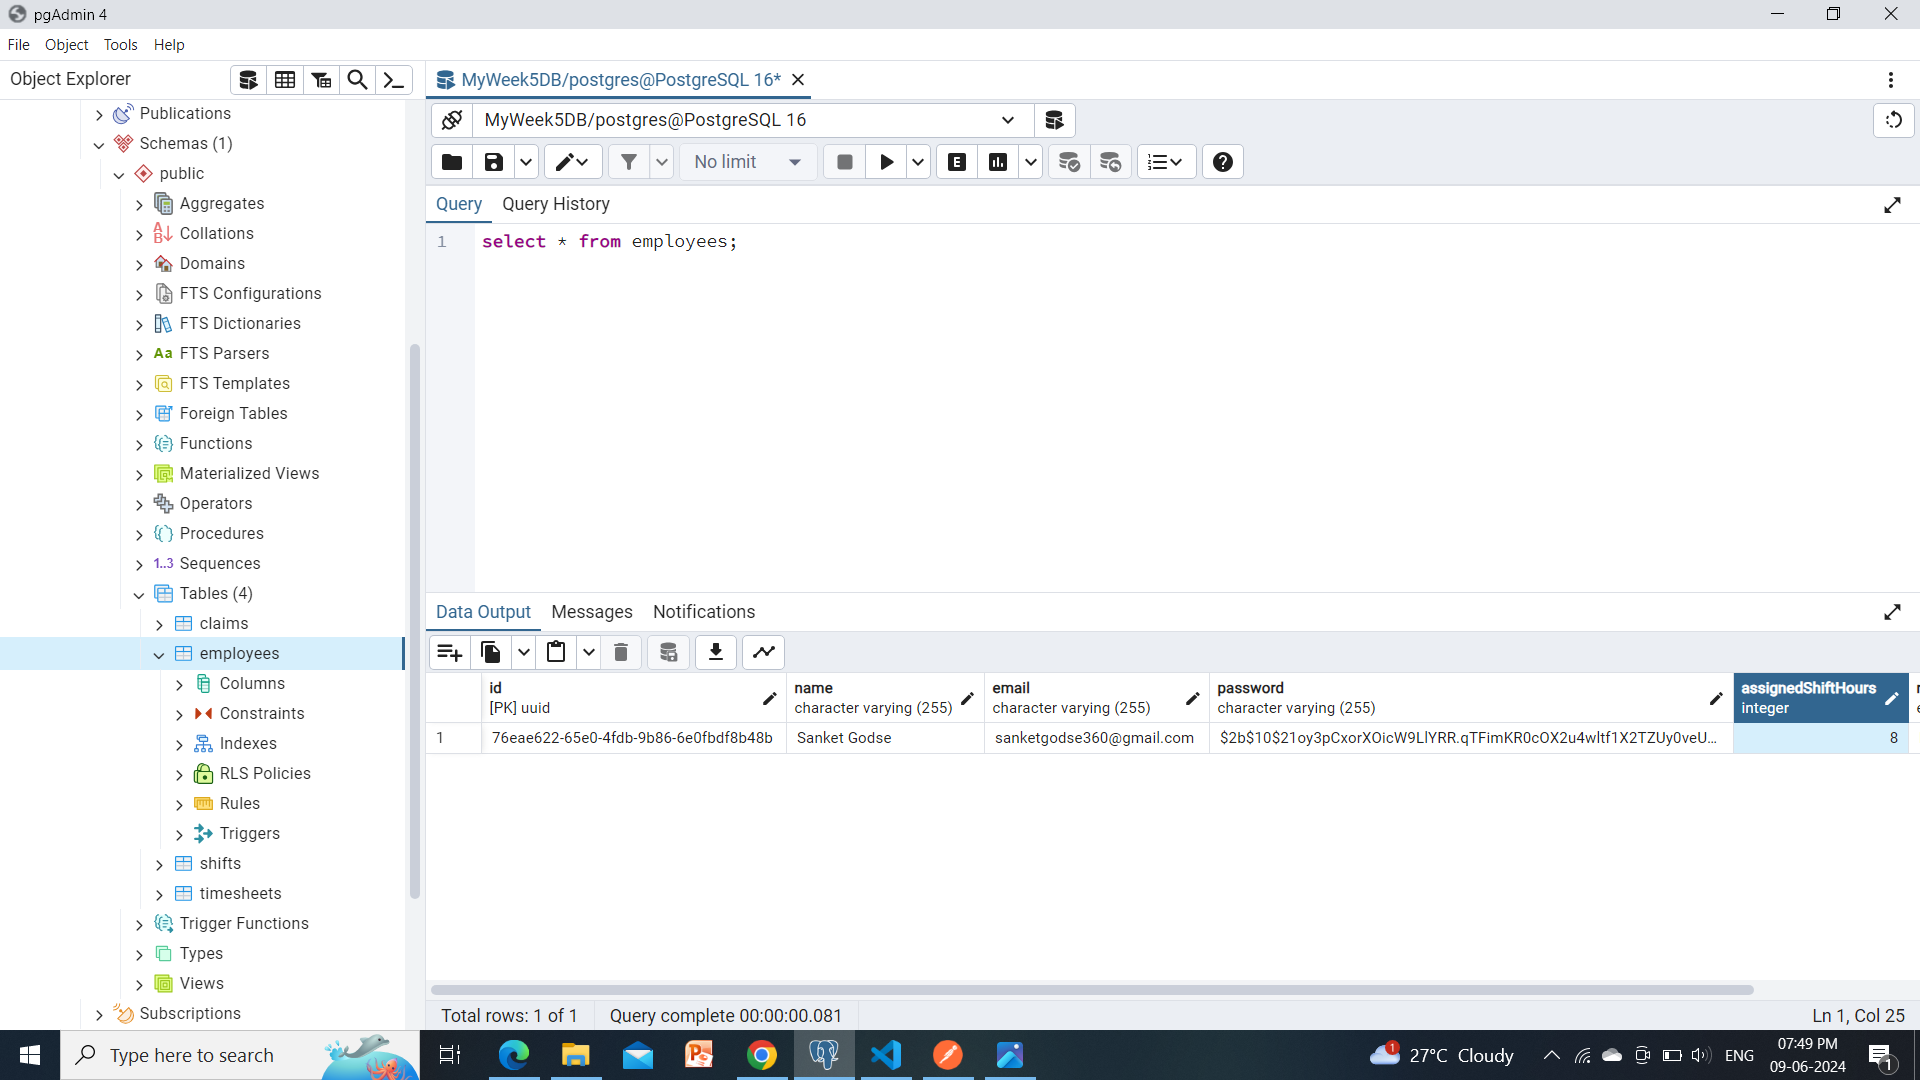 pgAdmin 4
File Object Tools Help
Object Explorer
MyWeek5DB/postgres@PostgreSQL 16*
MyWeek5DB/postgres@PostgreSQL 16
No limit
E
Query Query History
1 select * from employees;
Publications
Schemas (1)
public
Aggregates
Collations
Domains
FTS Configurations
FTS Dictionaries
Aa FTS Parsers
FTS Templates
Foreign Tables
Functions
Materialized Views
Operators
Procedures
1..3 Sequences
Tables (4)
claims
employees
Columns
Constraints
Indexes
RLS Policies
Rules
Triggers
shifts
timesheets
Trigger Functions
Types
Views
Subscriptions
Data Output Messages Notifications
id name email password assignedShiftHours
[PK] uuid character varying (255) character varying (255) character varying (255) integer
1 76eae622-65e0-4fdb-9b86-6e0fbdf8b48b Sanket Godse sanketgodse360@gmail.com $2b$10$21oy3pCxorXOicW9LlYRR.qTFimKR0cOX2u4wltf1X2TZUy0veU... 8
Total rows: 1 of 1 Query complete 00:00:00.081 Ln 1, Col 25
Type here to search
1 27°C Cloudy ENG 07:49 PM
09-06-2024 1